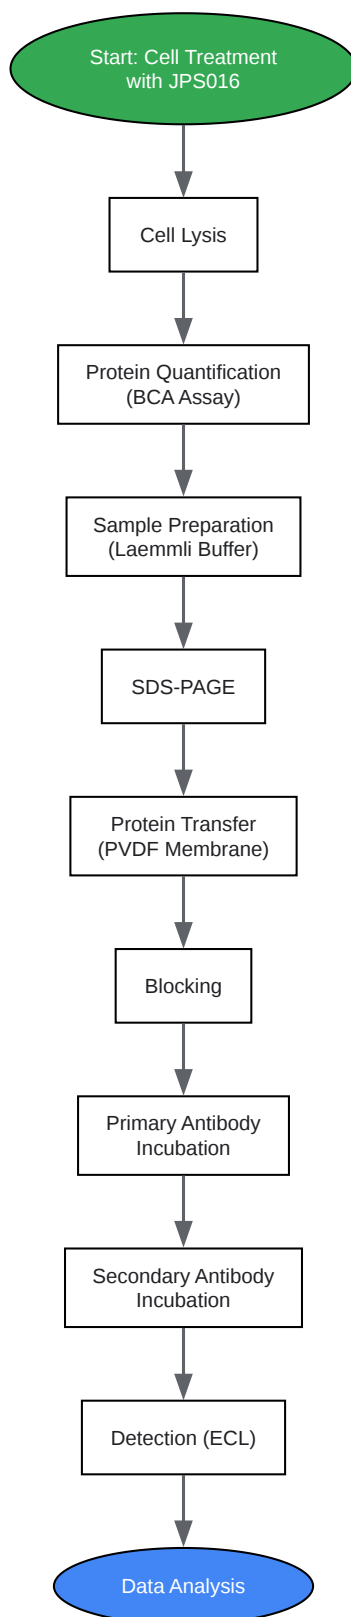 Start: Cell Treatment
with JPS016
Cell Lysis
Protein Quantification
(BCA Assay)
Sample Preparation
(Laemmli Buffer)
SDS-PAGE
Protein Transfer
(PVDF Membrane)
Blocking
Primary Antibody
Incubation
Secondary Antibody
Incubation
Detection (ECL)
Data Analysis